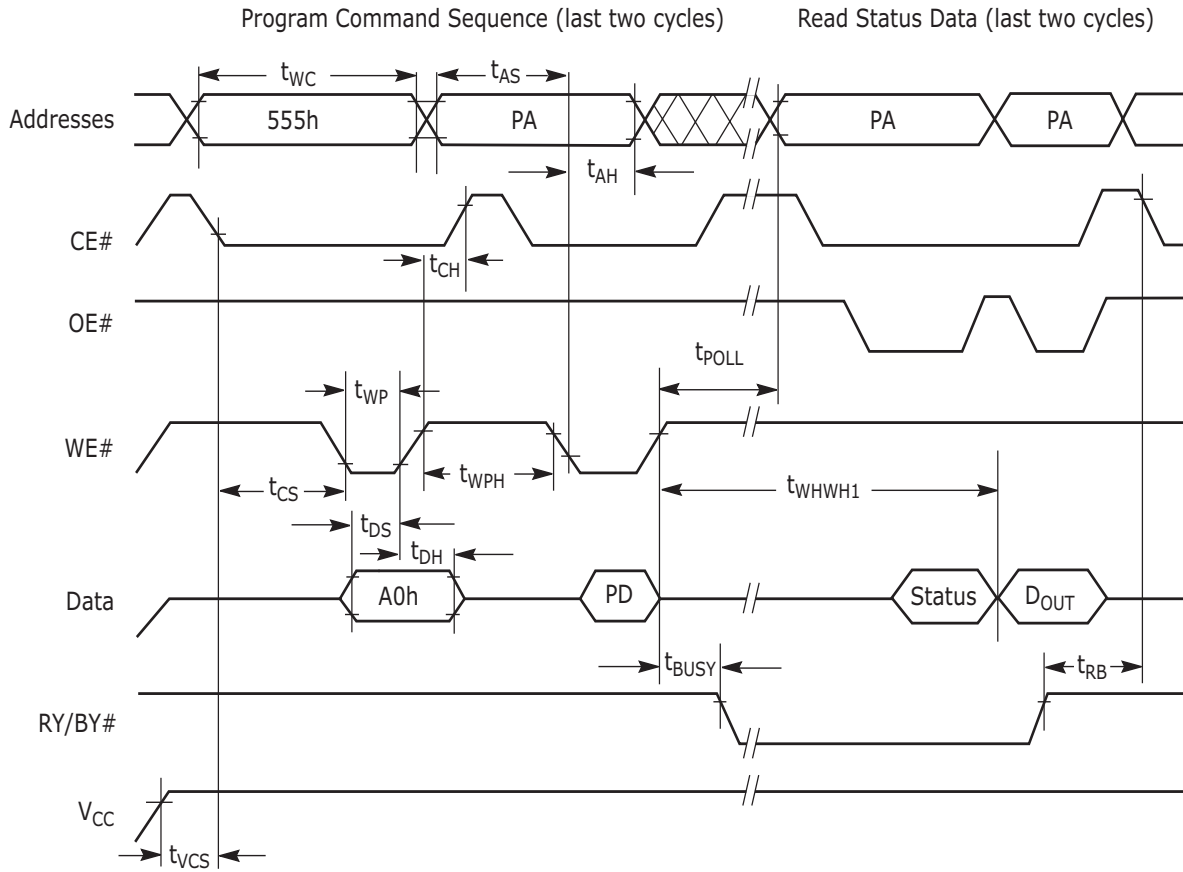 Program Command Sequence (last two cycles) Read Status Data (last two cycles)
tWC tAS
Addresses 555h PA PA PA
tAH
CE#
tCH
OE#
tPOLL
tWP
WE#
tWPH
tCS tWHWH1
tDS
tDH
Data A0h PD Status DOUT
tBUSY tRB
RY/BY#
VCC
tVCS